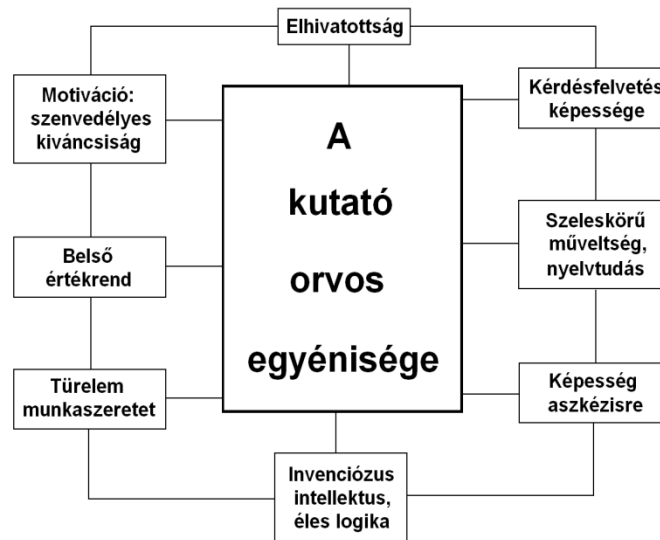 Elhivatottság
Motiváció:
szenvedélyes
kiváncsiság
Kérdésfelvetés
képessége
A
kutató
orvos
egyénisége
Belső
értékrend
Szeleskörű
műveltség,
nyelvtudás
Türelem
munkaszeretet
Képesség
aszkézisre
Invenciózus
intellektus,
éles logika